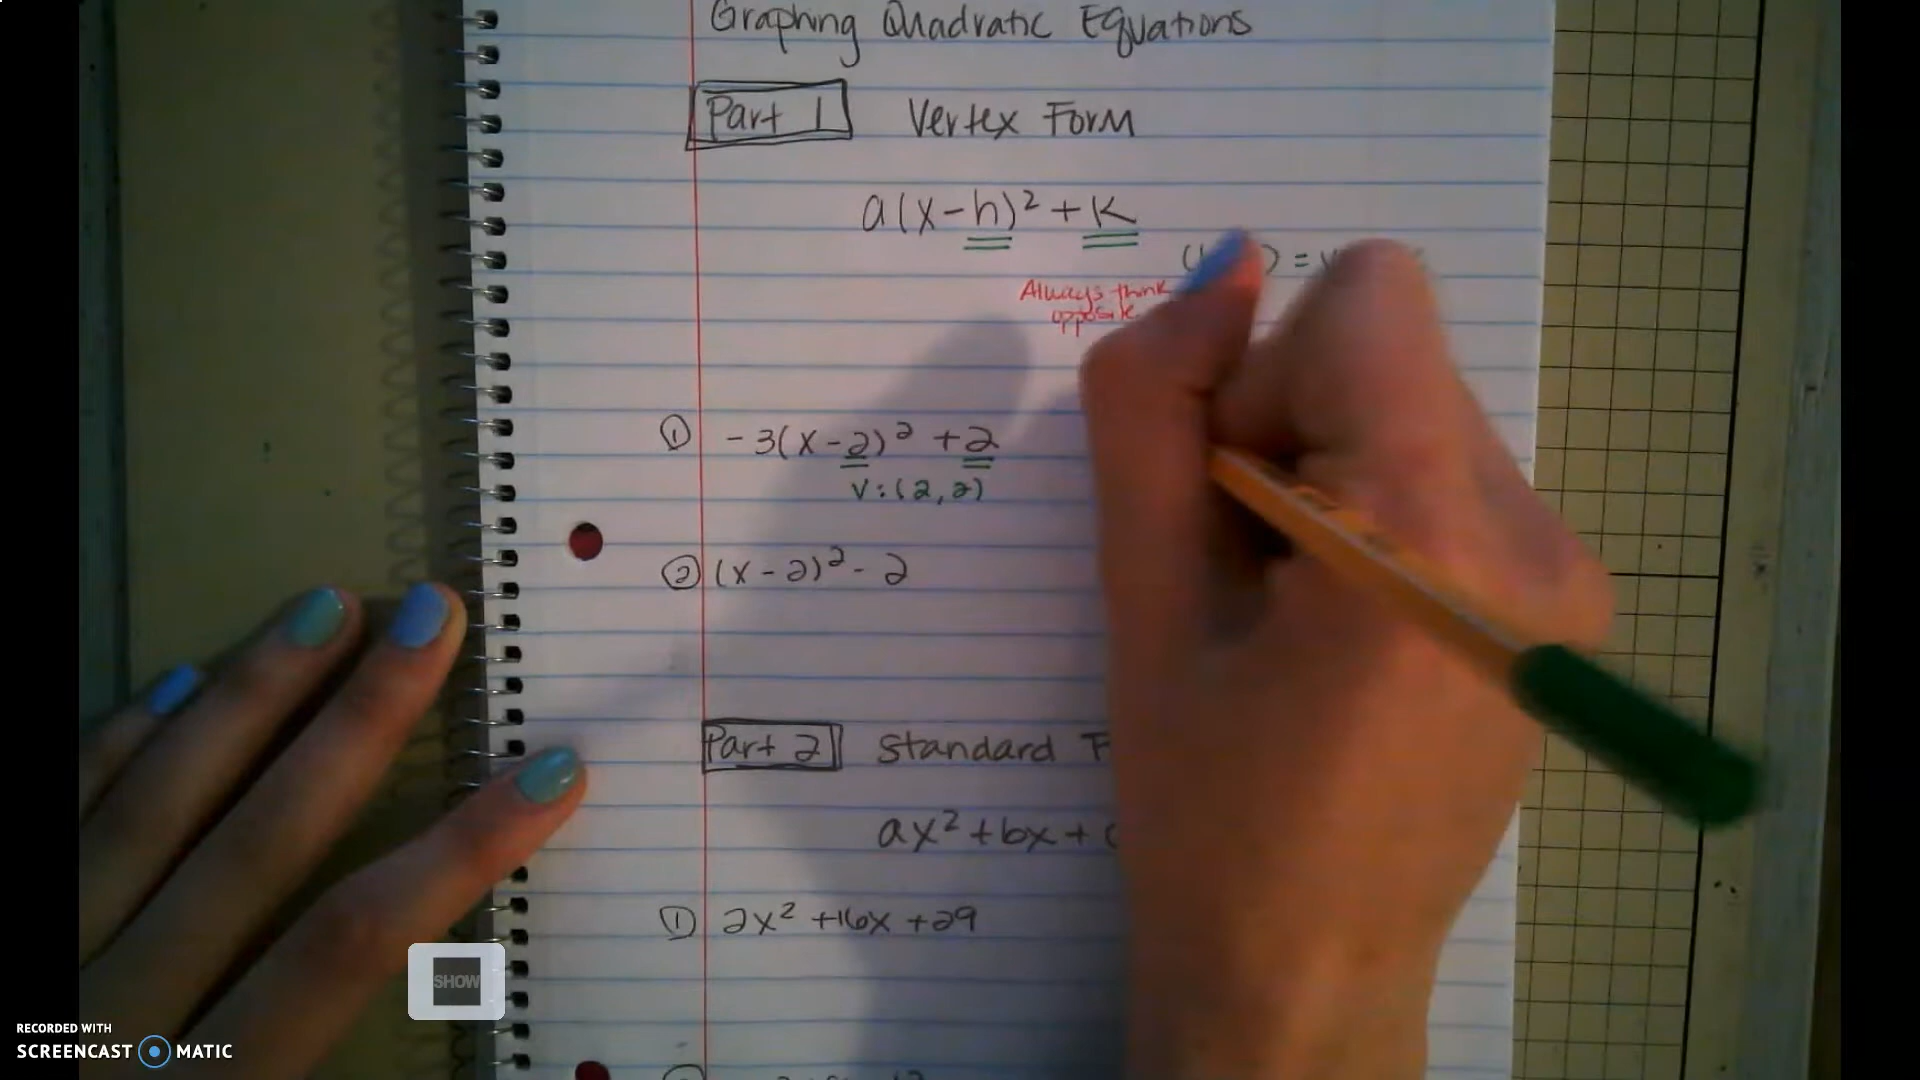 Graphing Quadratic Equations
Part 1 Vertex Form
a(x-h)² + k
( ) =
Always think
opposite
① -3(x-2)² +2
V:(2,2)
② (x-2)² - 2
Part 2 Standard F
ax² +bx+
① 2x² +16x +29
SHOW
RECORDED WITH
SCREENCAST MATIC